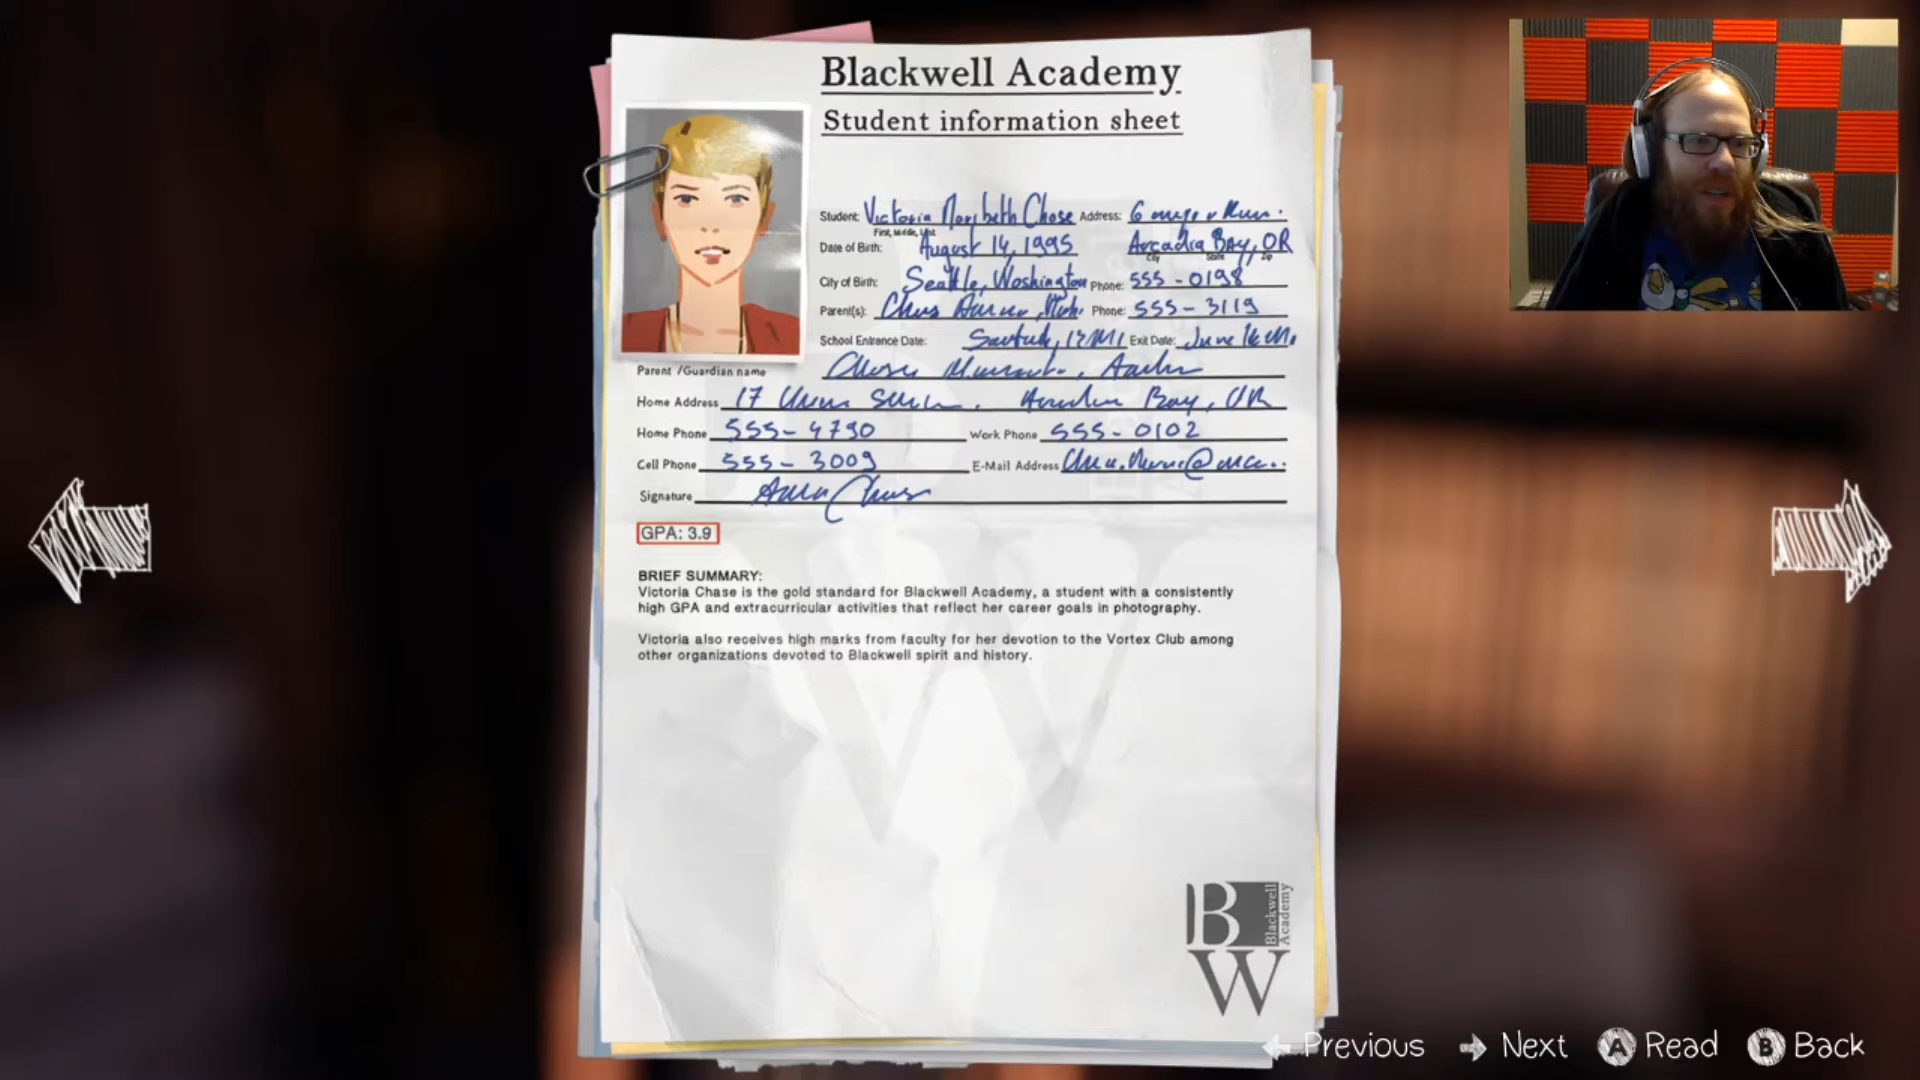 Blackwell Academy
Student information sheet
Student: Victoria Maribeth Chase Address:
First, Middle, Last
Date of Birth: August 14, 1995 Arcadia Bay, OR
City State Zip
City of Birth: Seattle, Washington Phone: 555-0198
Parent(s): Phone: 555-3119
School Entrance Date: Exit Date: June
Parent /Guardian name
Home Address 17 Bay, OR
Home Phone 555-4790 Work Phone 555-0102
Cell Phone 555-3009 E-Mail Address
Signature
GPA: 3.9
BRIEF SUMMARY:
Victoria Chase is the gold standard for Blackwell Academy, a student with a consistently
high GPA and extracurricular activities that reflect her career goals in photography.
Victoria also receives high marks from faculty for her devotion to the Vortex Club among
other organizations devoted to Blackwell spirit and history.
B Blackwell Academy
W
Previous Next A Read B Back